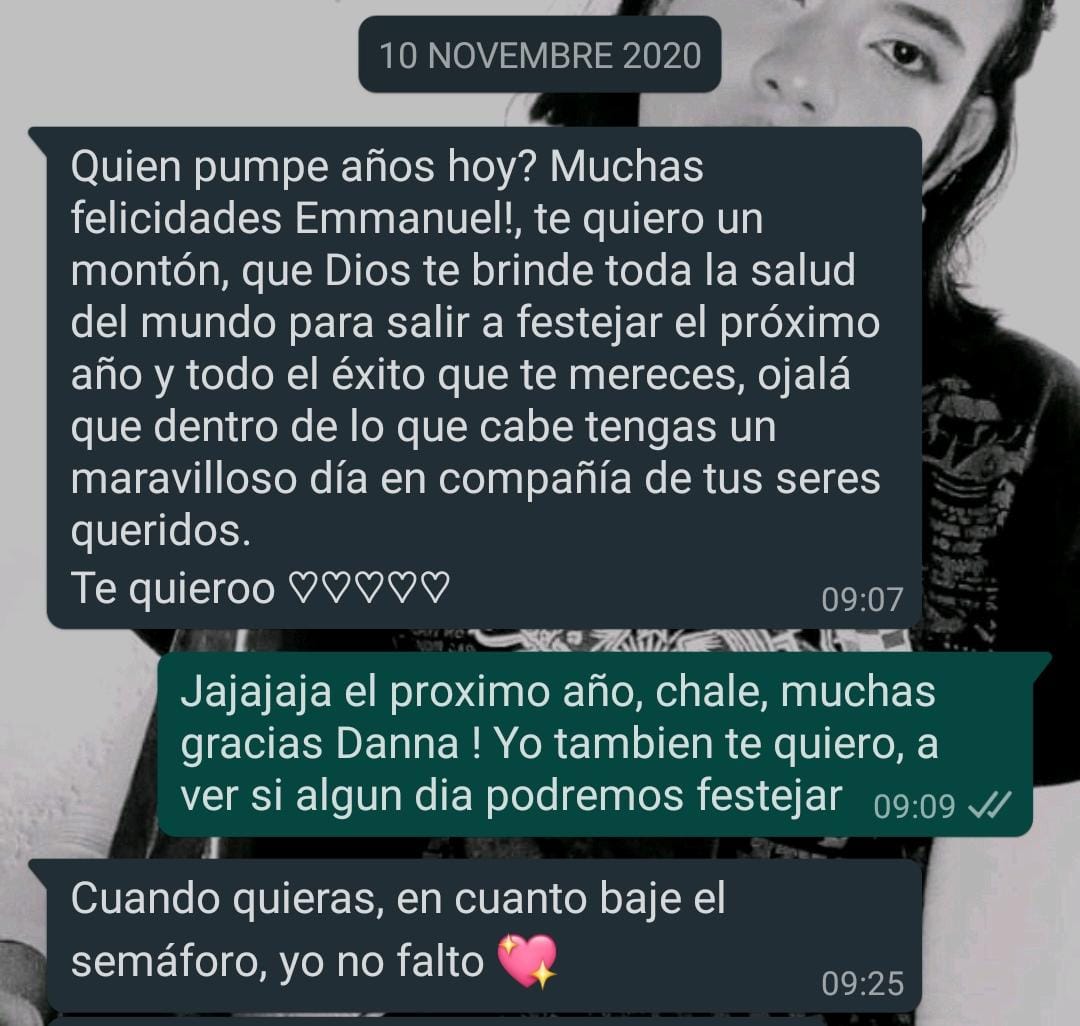 10 NOVEMBRE 2020
Quien pumpe años hoy? Muchas
felicidades Emmanuel!, te quiero un
montón, que Dios te brinde toda la salud
del mundo para salir a festejar el próximo
año y todo el éxito que te mereces, ojalá
que dentro de lo que cabe tengas un
maravilloso día en compañía de tus seres
queridos.
Te quieroo ♡♡♡♡♡
09:07
Jajajaja el proximo año, chale, muchas
gracias Danna ! Yo tambien te quiero, a
ver si algun dia podremos festejar
09:09
Cuando quieras, en cuanto baje el
semáforo, yo no falto 💖
09:25